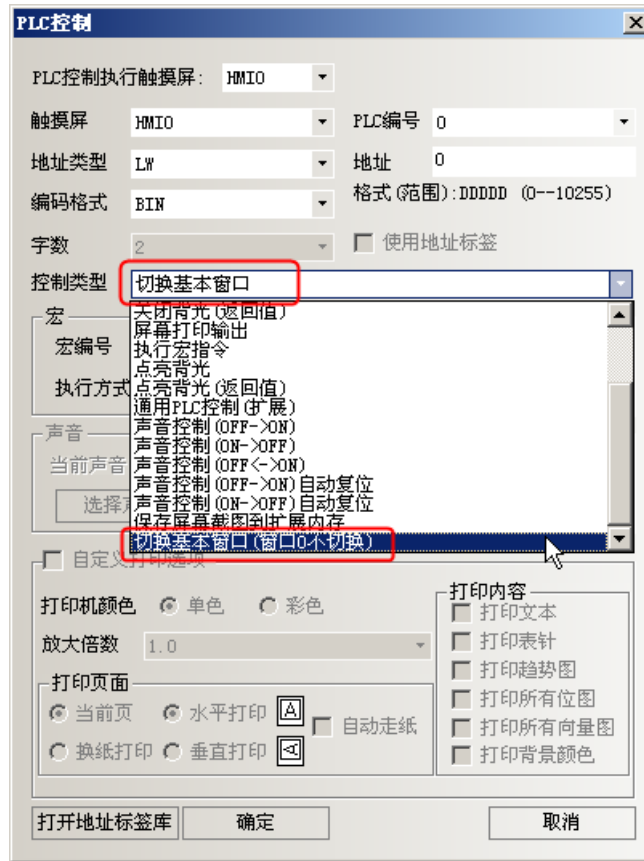 PLC控制
PLC控制执行触摸屏: HMI0
触摸屏 HMI0 PLC编号 0
地址类型 LW 地址 0
编码格式 BIN 格式(范围):DDDDD (0--10255)
字数 2 使用地址标签
控制类型 切换基本窗口
关闭背光(返回值)
宏
屏幕打印输出
宏编号 执行宏指令
点亮背光
执行方式 点亮背光(返回值)
通用PLC控制(扩展)
声音 声音控制(OFF->ON)
声音控制(ON->OFF)
当前声音 声音控制(OFF<->ON)
声音控制(OFF->ON)自动复位
选择 声音控制(ON->OFF)自动复位
保存屏幕截图到扩展内存
切换基本窗口(窗口0不切换)
自定义打印选项
打印机颜色 单色 彩色
放大倍数 1.0
打印页面
当前页 水平打印 A 自动走纸
换纸打印 垂直打印 A
打印内容
打印文本
打印表针
打印趋势图
打印所有位图
打印所有向量图
打印背景颜色
打开地址标签库 确定 取消